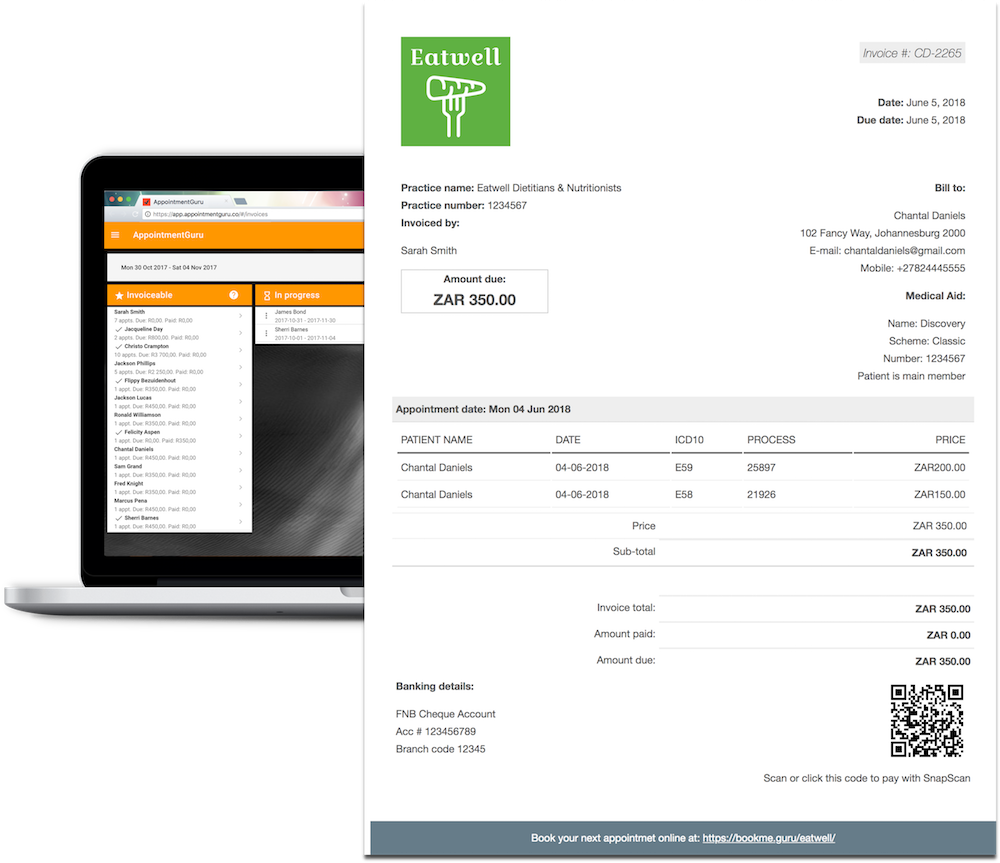 AppointmentGuru
https://app.appointmentguru.co/#/invoices
AppointmentGuru
Mon 30 Oct 2017 - Sat 04 Nov 2017
Invoiceable ?
Sarah Smith
7 appts. Due: R0,00. Paid: R0,00
Jacqueline Day
2 appts. Due: R800,00. Paid: R0,00
Christo Crampton
10 appts. Due: R3 700,00. Paid: R0,00
Jackson Phillips
5 appts. Due: R2 250,00. Paid: R0,00
Flippy Bezuidenhout
1 appt. Due: R350,00. Paid: R0,00
Jackson Lucas
1 appt. Due: R450,00. Paid: R0,00
Ronald Williamson
1 appt. Due: R350,00. Paid: R0,00
Felicity Aspen
1 appt. Due: R0,00. Paid: R350,00
Chantal Daniels
1 appt. Due: R450,00. Paid: R0,00
Sam Grand
1 appt. Due: R350,00. Paid: R0,00
Fred Knight
1 appt. Due: R350,00. Paid: R0,00
Marcus Pena
1 appt. Due: R350,00. Paid: R0,00
Sherri Barnes
1 appt. Due: R450,00. Paid: R0,00
In progress
James Bond
2017-10-31 - 2017-11-30
Sherri Barnes
2017-10-01 - 2017-11-04
Eatwell
Invoice #: CD-2265
Date: June 5, 2018
Due date: June 5, 2018
Practice name: Eatwell Dietitians & Nutritionists
Practice number: 1234567
Invoiced by:
Sarah Smith
Amount due:
ZAR 350.00
Bill to:
Chantal Daniels
102 Fancy Way, Johannesburg 2000
E-mail: chantaldaniels@gmail.com
Mobile: +27824445555
Medical Aid:
Name: Discovery
Scheme: Classic
Number: 1234567
Patient is main member
Appointment date: Mon 04 Jun 2018
PATIENT NAME DATE ICD10 PROCESS PRICE
Chantal Daniels 04-06-2018 E59 25897 ZAR200.00
Chantal Daniels 04-06-2018 E58 21926 ZAR150.00
Price ZAR 350.00
Sub-total ZAR 350.00
Invoice total: ZAR 350.00
Amount paid: ZAR 0.00
Amount due: ZAR 350.00
Banking details:
FNB Cheque Account
Acc # 123456789
Branch code 12345
Scan or click this code to pay with SnapScan
Book your next appointmet online at: https://bookme.guru/eatwell/